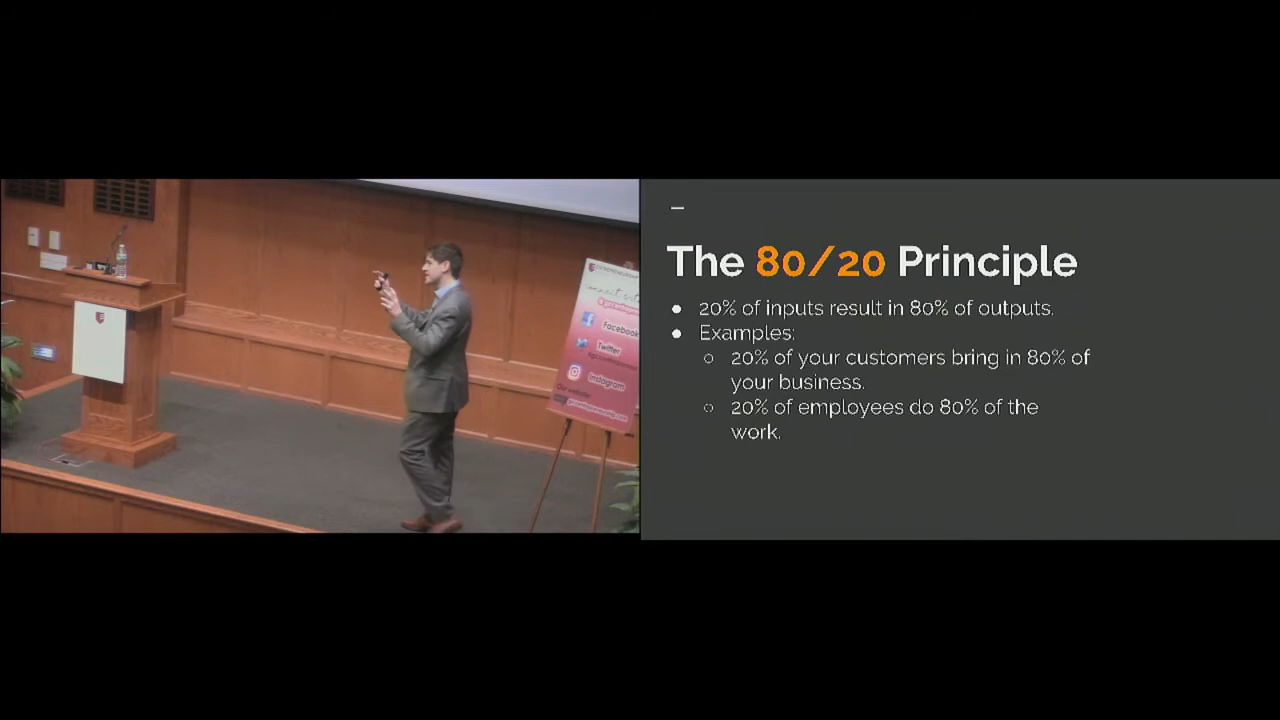 Facebook
Twitter
Instagram
–
The 80/20 Principle
● 20% of inputs result in 80% of outputs.
● Examples:
○ 20% of your customers bring in 80% of
your business.
○ 20% of employees do 80% of the
work.